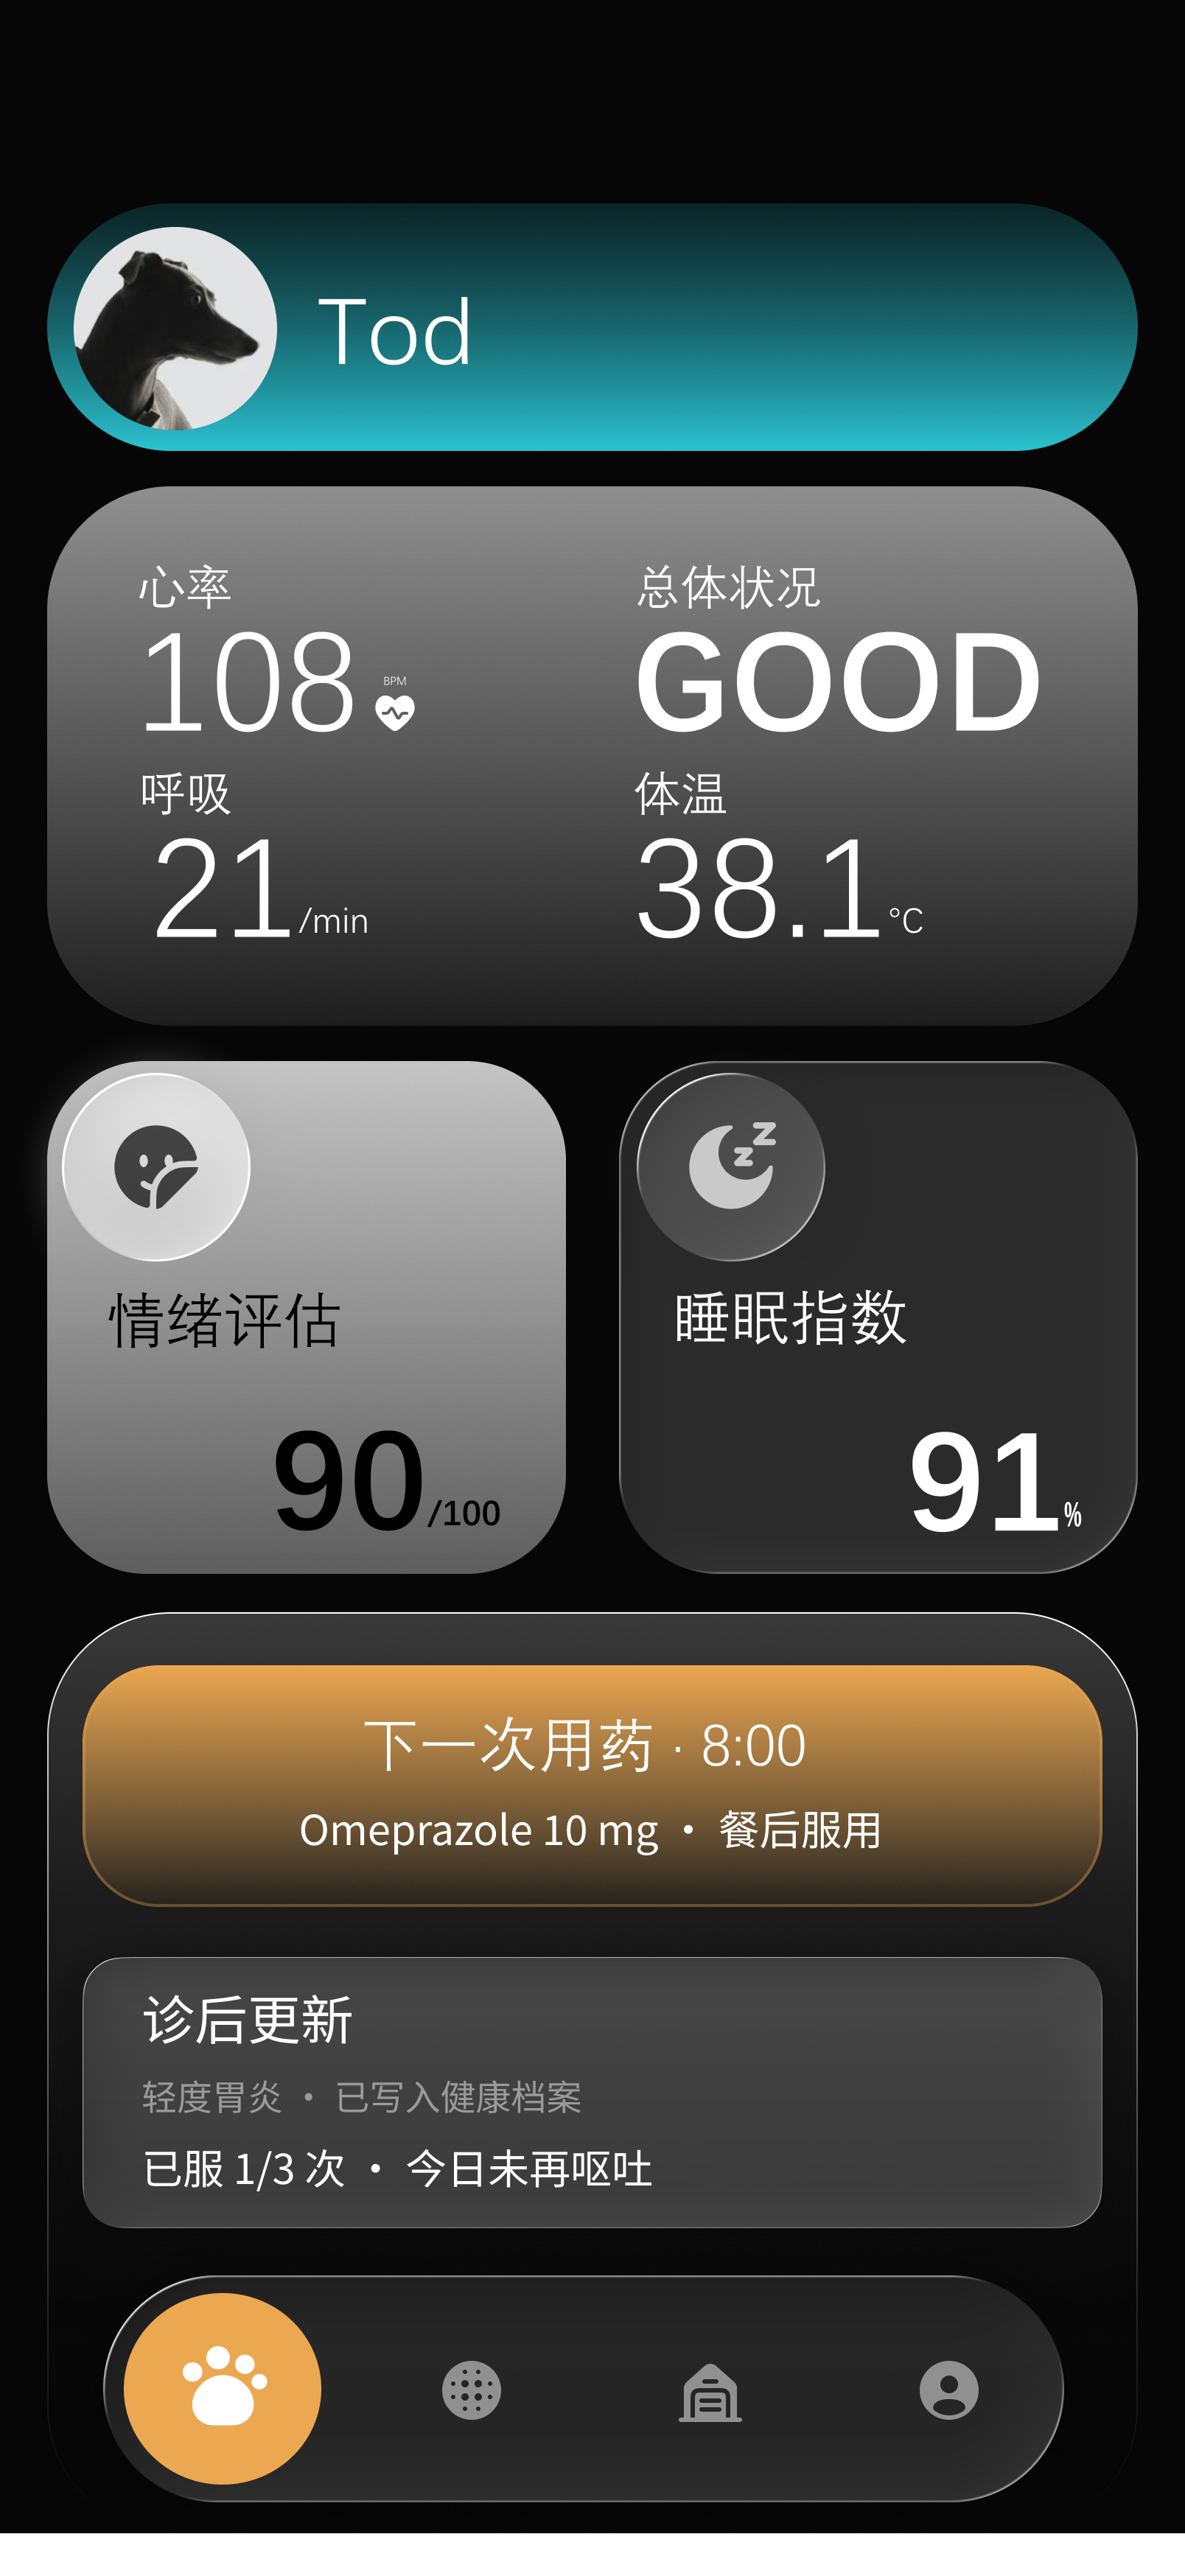 Tod
心率
108 BPM
总体状况
GOOD
呼吸
21 /min
体温
38.1 °C
情绪评估
90 /100
睡眠指数
91 %
下一次用药 · 8:00
Omeprazole 10 mg · 餐后服用
诊后更新
轻度胃炎 · 已写入健康档案
已服 1/3 次 · 今日未再呕吐